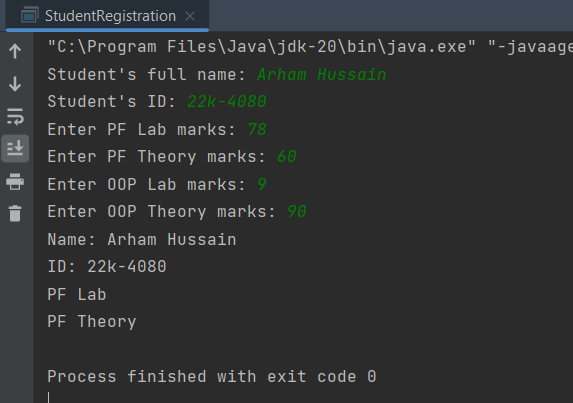 StudentRegistration
"C:\Program Files\Java\jdk-20\bin\java.exe" "-javaage
Student's full name: Arham Hussain
Student's ID: 22k-4080
Enter PF Lab marks: 78
Enter PF Theory marks: 60
Enter OOP Lab marks: 9
Enter OOP Theory marks: 90
Name: Arham Hussain
ID: 22k-4080
PF Lab
PF Theory
Process finished with exit code 0